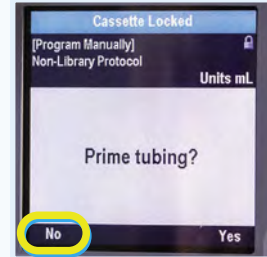 Cassette Locked
[Program Manually]
Non-Library Protocol
Units mL
Prime tubing?
No Yes